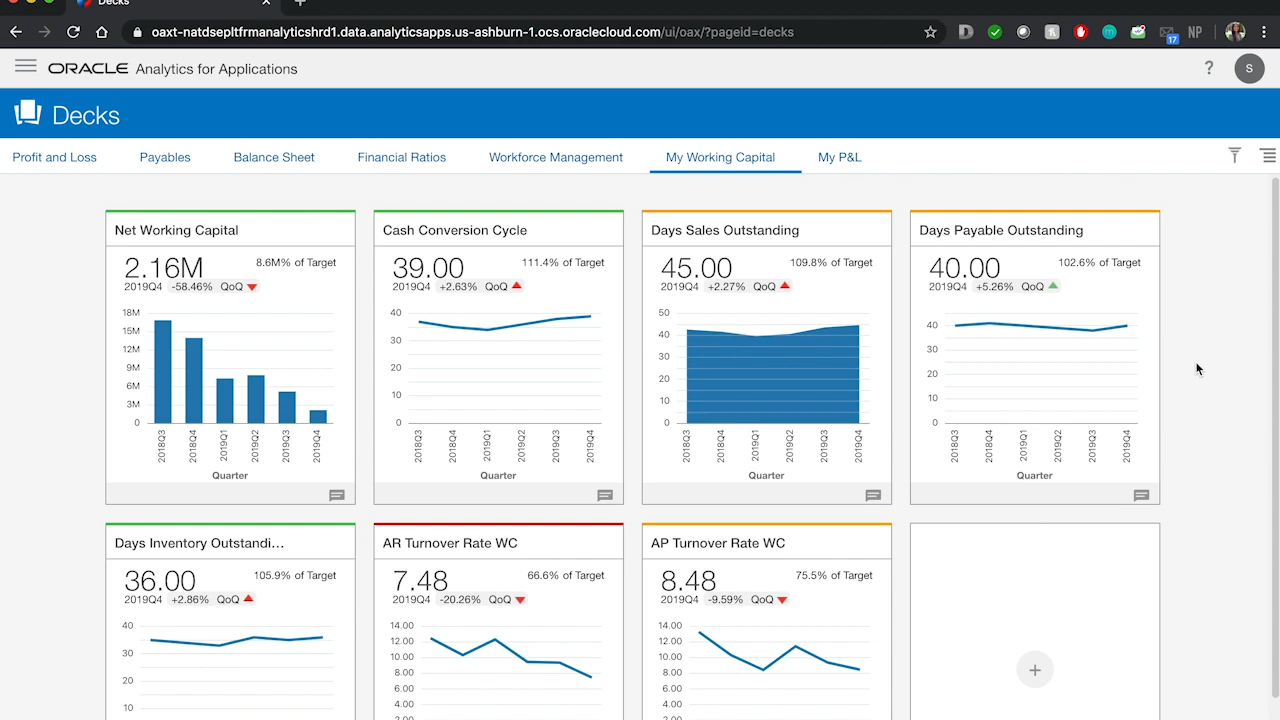 Decks
oaxt-natdsepltfrmanalyticshrd1.data.analyticsapps.us-ashburn-1.ocs.oraclecloud.com/ui/oax/?pageid=decks
17
NP
ORACLE Analytics for Applications
?
S
Decks
Profit and Loss
Payables
Balance Sheet
Financial Ratios
Workforce Management
My Working Capital
My P&L
Net Working Capital
2.16M
8.6M% of Target
2019Q4 -58.46% QoQ
18M
15M
12M
9M
6M
3M
0
2018Q3
2018Q4
2019Q1
2019Q2
2019Q3
2019Q4
Quarter
Cash Conversion Cycle
39.00
111.4% of Target
2019Q4 +2.63% QoQ
40
30
20
10
0
2018Q3
2018Q4
2019Q1
2019Q2
2019Q3
2019Q4
Quarter
Days Sales Outstanding
45.00
109.8% of Target
2019Q4 +2.27% QoQ
50
40
30
20
10
0
2018Q3
2018Q4
2019Q1
2019Q2
2019Q3
2019Q4
Quarter
Days Payable Outstanding
40.00
102.6% of Target
2019Q4 +5.26% QoQ
40
30
20
10
0
2018Q3
2018Q4
2019Q1
2019Q2
2019Q3
2019Q4
Quarter
Days Inventory Outstandi...
36.00
105.9% of Target
2019Q4 +2.86% QoQ
40
30
20
10
AR Turnover Rate WC
7.48
66.6% of Target
2019Q4 -20.26% QoQ
14.00
12.00
10.00
8.00
6.00
4.00
2.00
AP Turnover Rate WC
8.48
75.5% of Target
2019Q4 -9.59% QoQ
14.00
12.00
10.00
8.00
6.00
4.00
2.00